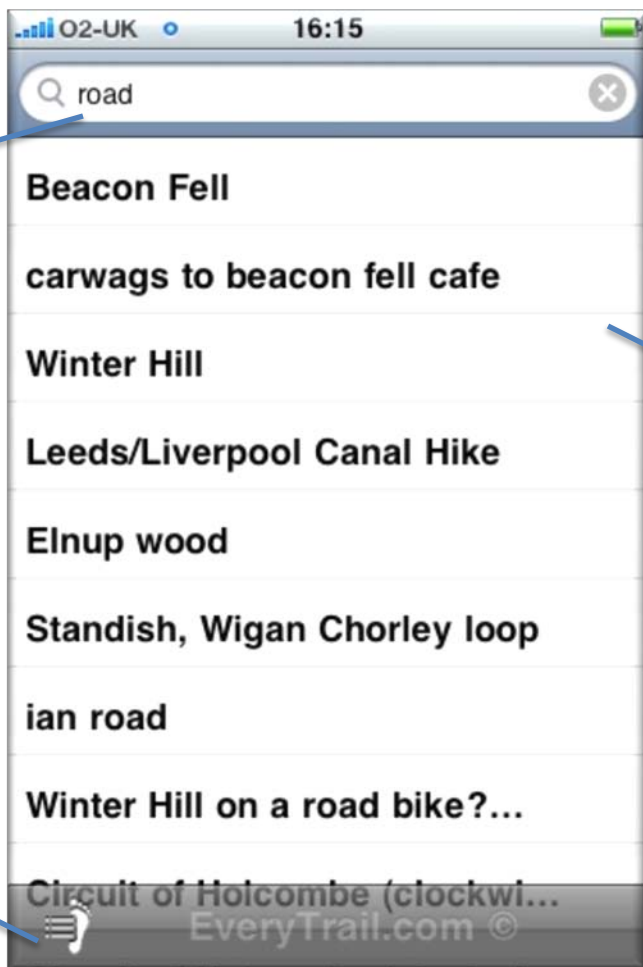 O2-UK 16:15
road
Beacon Fell
carwags to beacon fell cafe
Winter Hill
Leeds/Liverpool Canal Hike
Elnup wood
Standish, Wigan Chorley loop
ian road
Winter Hill on a road bike?...
Circuit of Holcombe (clockwi...
EveryTrail.com ©